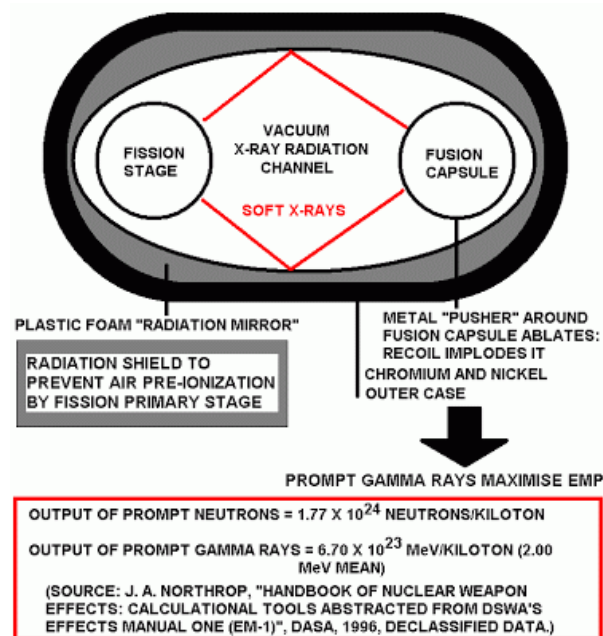 FISSION
STAGE
VACUUM
X-RAY RADIATION
CHANNEL
FUSION
CAPSULE
SOFT X-RAYS
PLASTIC FOAM "RADIATION MIRROR"
RADIATION SHIELD TO
PREVENT AIR PRE-IONIZATION
BY FISSION PRIMARY STAGE
METAL "PUSHER" AROUND
FUSION CAPSULE ABLATES:
RECOIL IMPLODES IT
CHROMIUM AND NICKEL
OUTER CASE
PROMPT GAMMA RAYS MAXIMISE EMP
OUTPUT OF PROMPT NEUTRONS = 1.77 X 10^24 NEUTRONS/KILOTON
OUTPUT OF PROMPT GAMMA RAYS = 6.70 X 10^23 MeV/KILOTON (2.00
MeV MEAN)
(SOURCE: J. A. NORTHROP, "HANDBOOK OF NUCLEAR WEAPON
EFFECTS: CALCULATIONAL TOOLS ABSTRACTED FROM DSWA'S
EFFECTS MANUAL ONE (EM-1)", DASA, 1996, DECLASSIFIED DATA.)